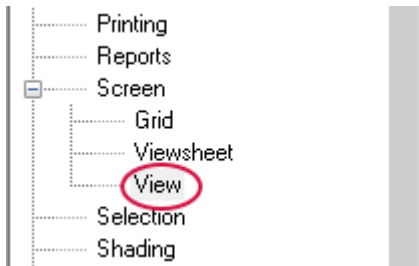 Printing
Reports
Screen
Grid
Viewsheet
View
Selection
Shading